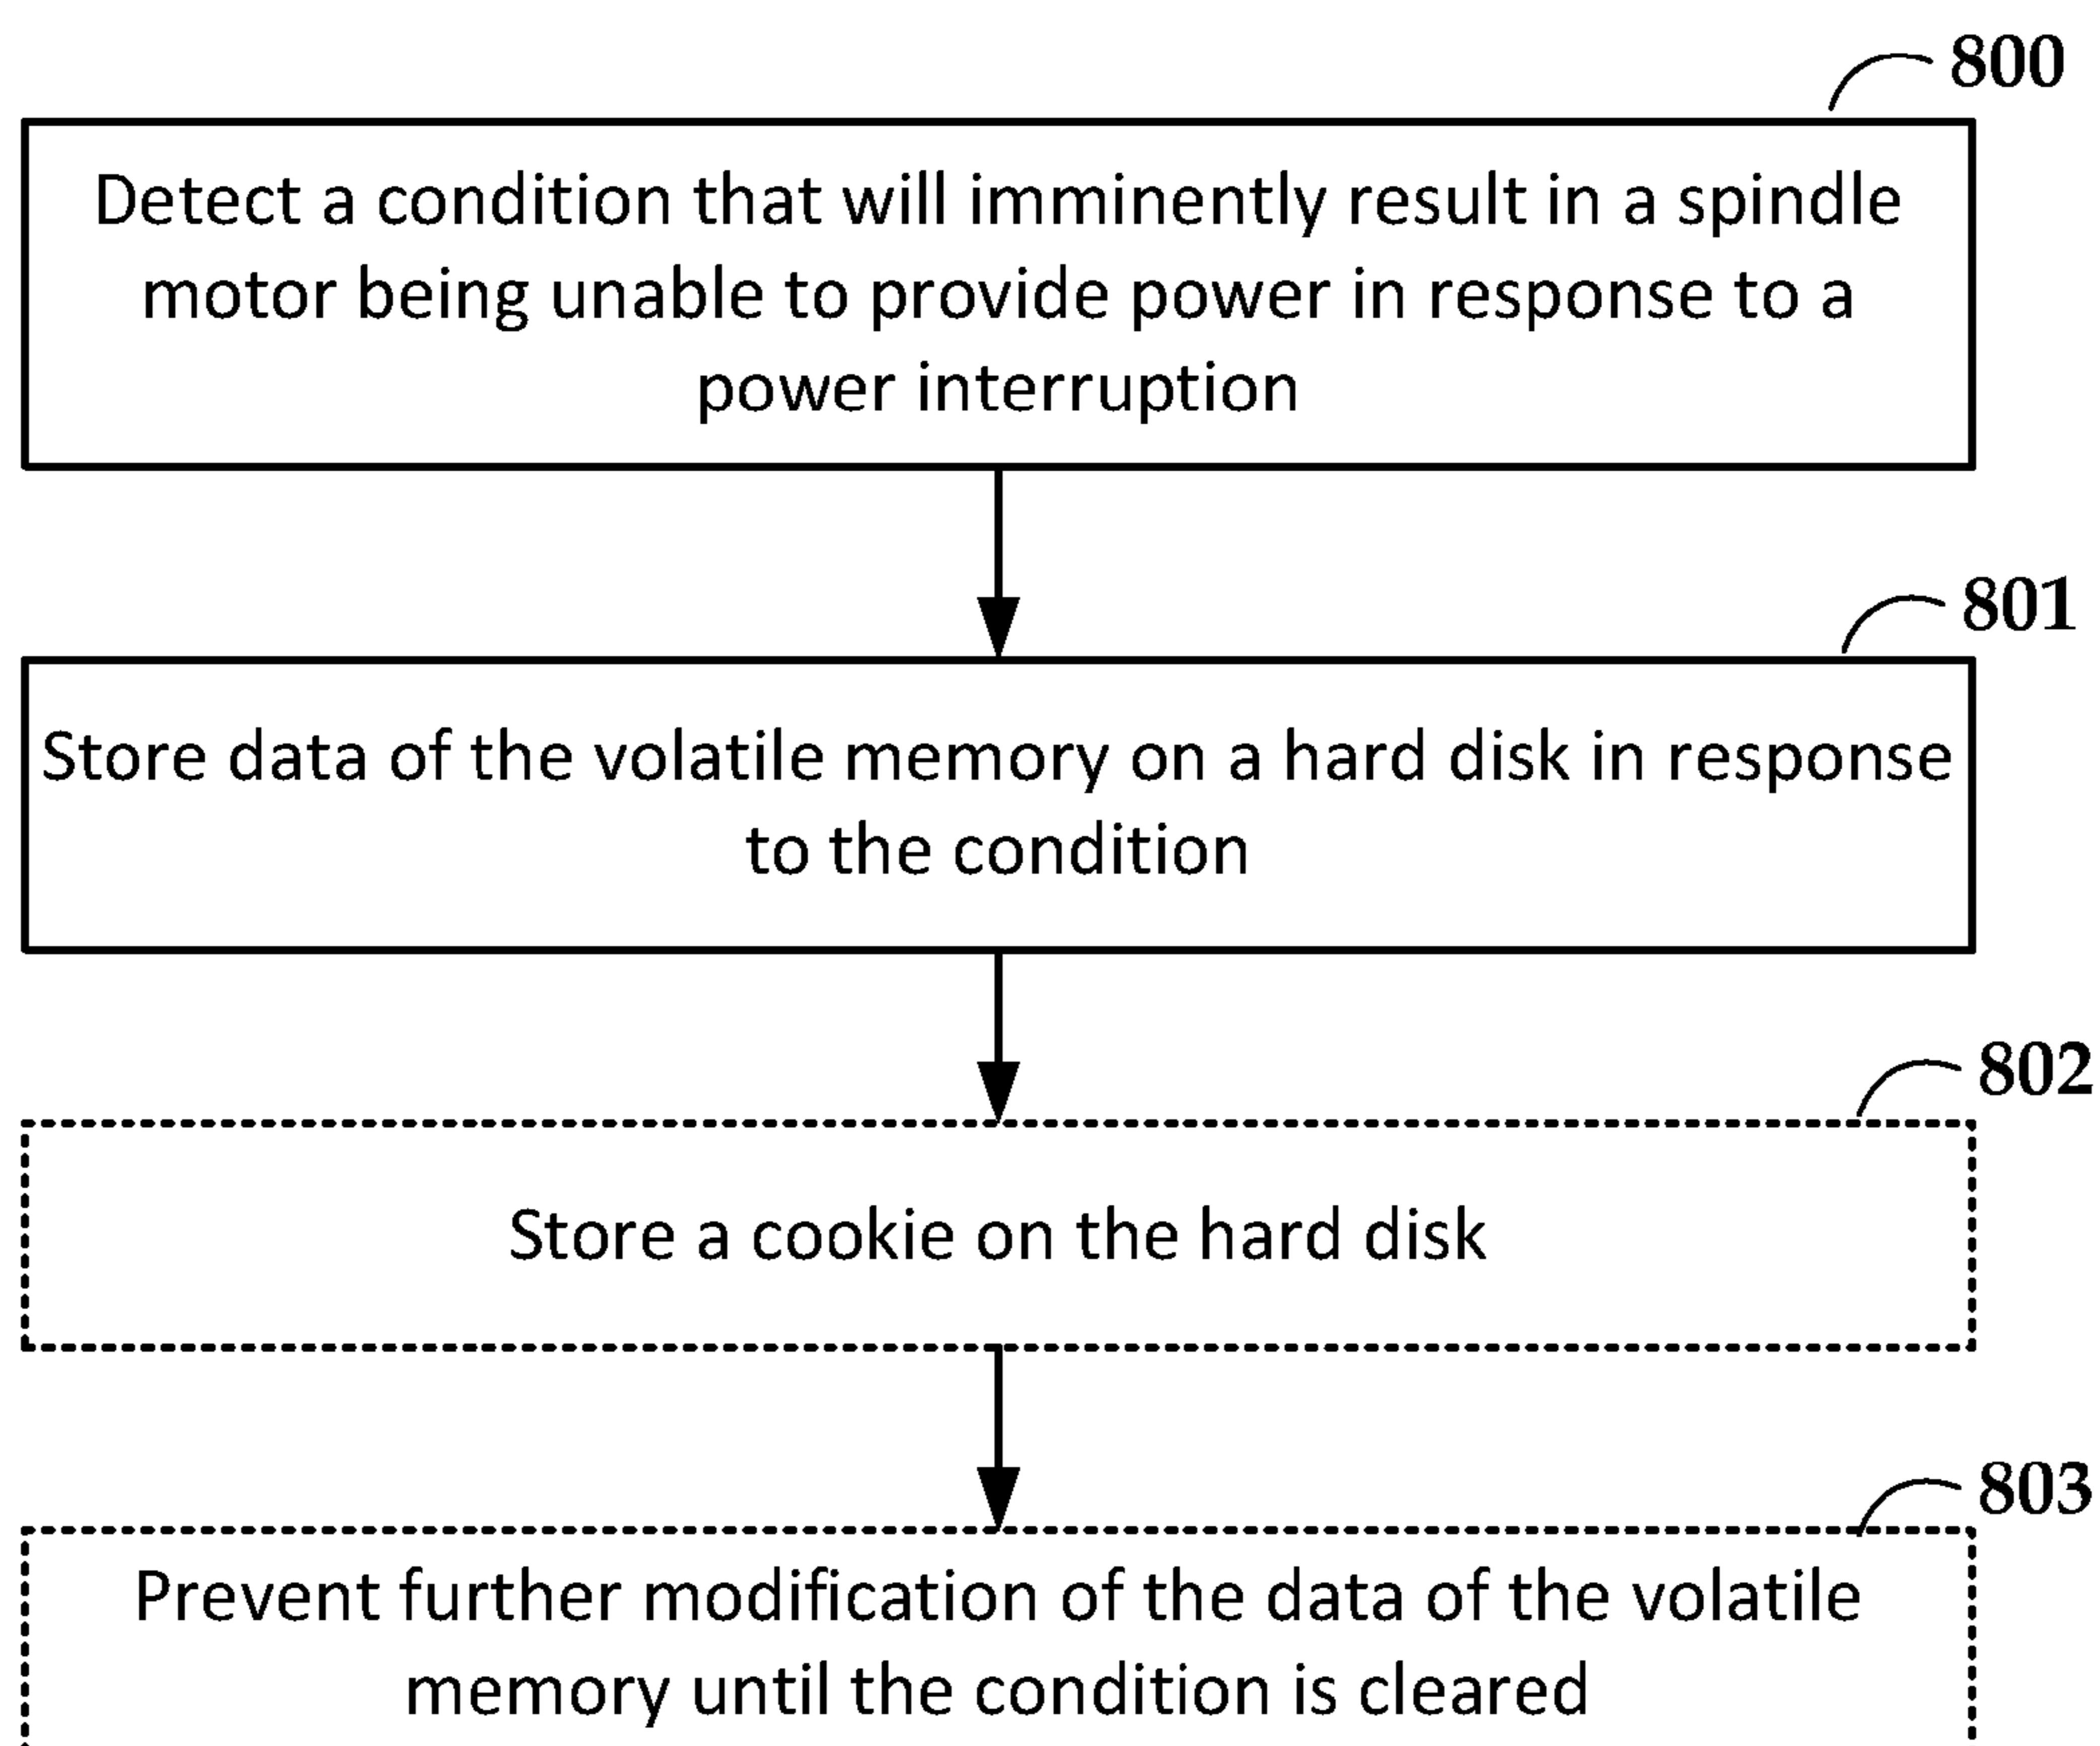 800
Detect a condition that will imminently result in a spindle
motor being unable to provide power in response to a
power interruption
801
Store data of the volatile memory on a hard disk in response
to the condition
802
Store a cookie on the hard disk
803
Prevent further modification of the data of the volatile
memory until the condition is cleared